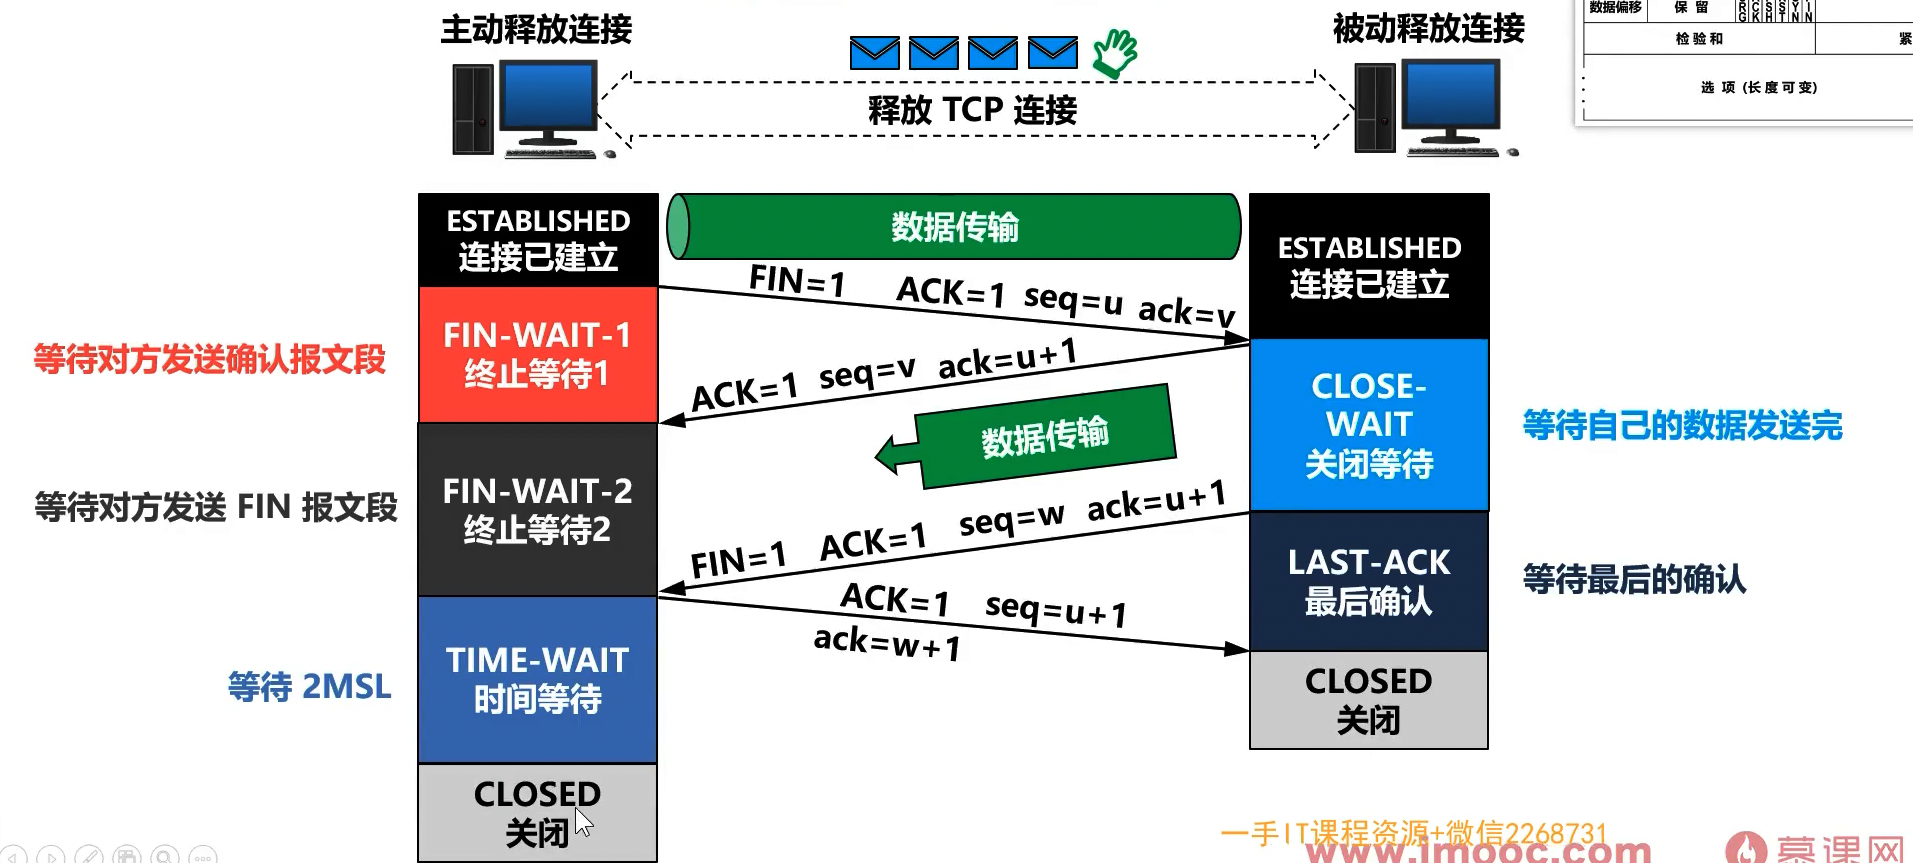 主动释放连接
被动释放连接
数据偏移
保 留
检 验 和
紧
选 项 (长 度 可 变)
释放 TCP 连接
ESTABLISHED
连接已建立
数据传输
ESTABLISHED
连接已建立
FIN=1 ACK=1 seq=u ack=v
等待对方发送确认报文段
FIN-WAIT-1
终止等待1
ACK=1 seq=v ack=u+1
CLOSE-
WAIT
关闭等待
等待自己的数据发送完
数据传输
等待对方发送 FIN 报文段
FIN-WAIT-2
终止等待2
FIN=1 ACK=1 seq=w ack=u+1
LAST-ACK
最后确认
等待最后的确认
ACK=1 seq=u+1
ack=w+1
等待 2MSL
TIME-WAIT
时间等待
CLOSED
关闭
CLOSED
关闭
一手IT课程资源+微信2268731
www.imooc.com
慕课网